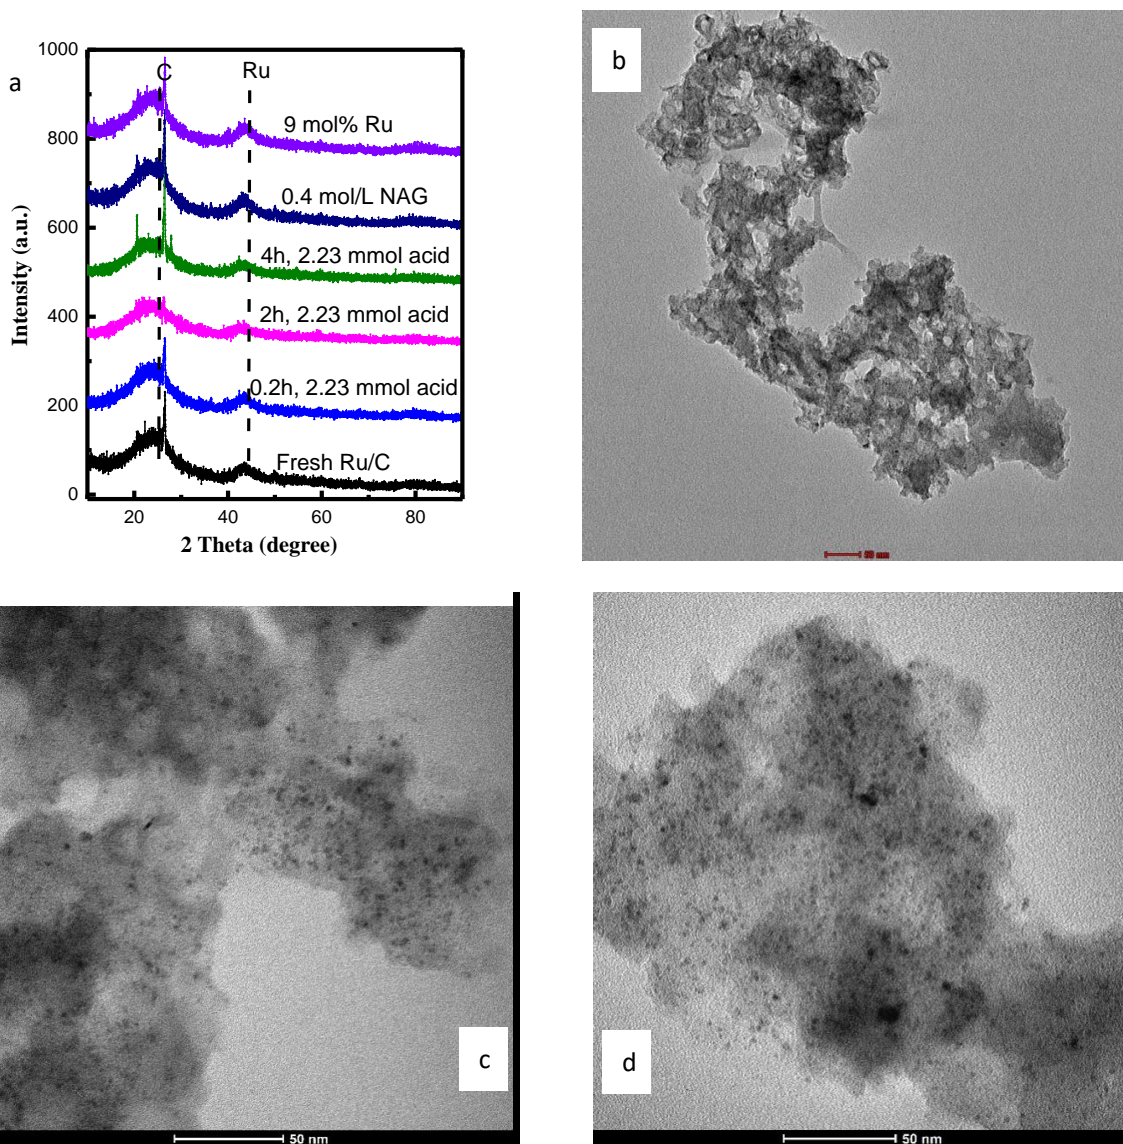 a
1000
800
600
400
200
0
Intensity (a.u.)
C
Ru
9 mol% Ru
0.4 mol/L NAG
4h, 2.23 mmol acid
2h, 2.23 mmol acid
0.2h, 2.23 mmol acid
Fresh Ru/C
20 40 60 80
2 Theta (degree)
b
c
50 nm
d
50 nm